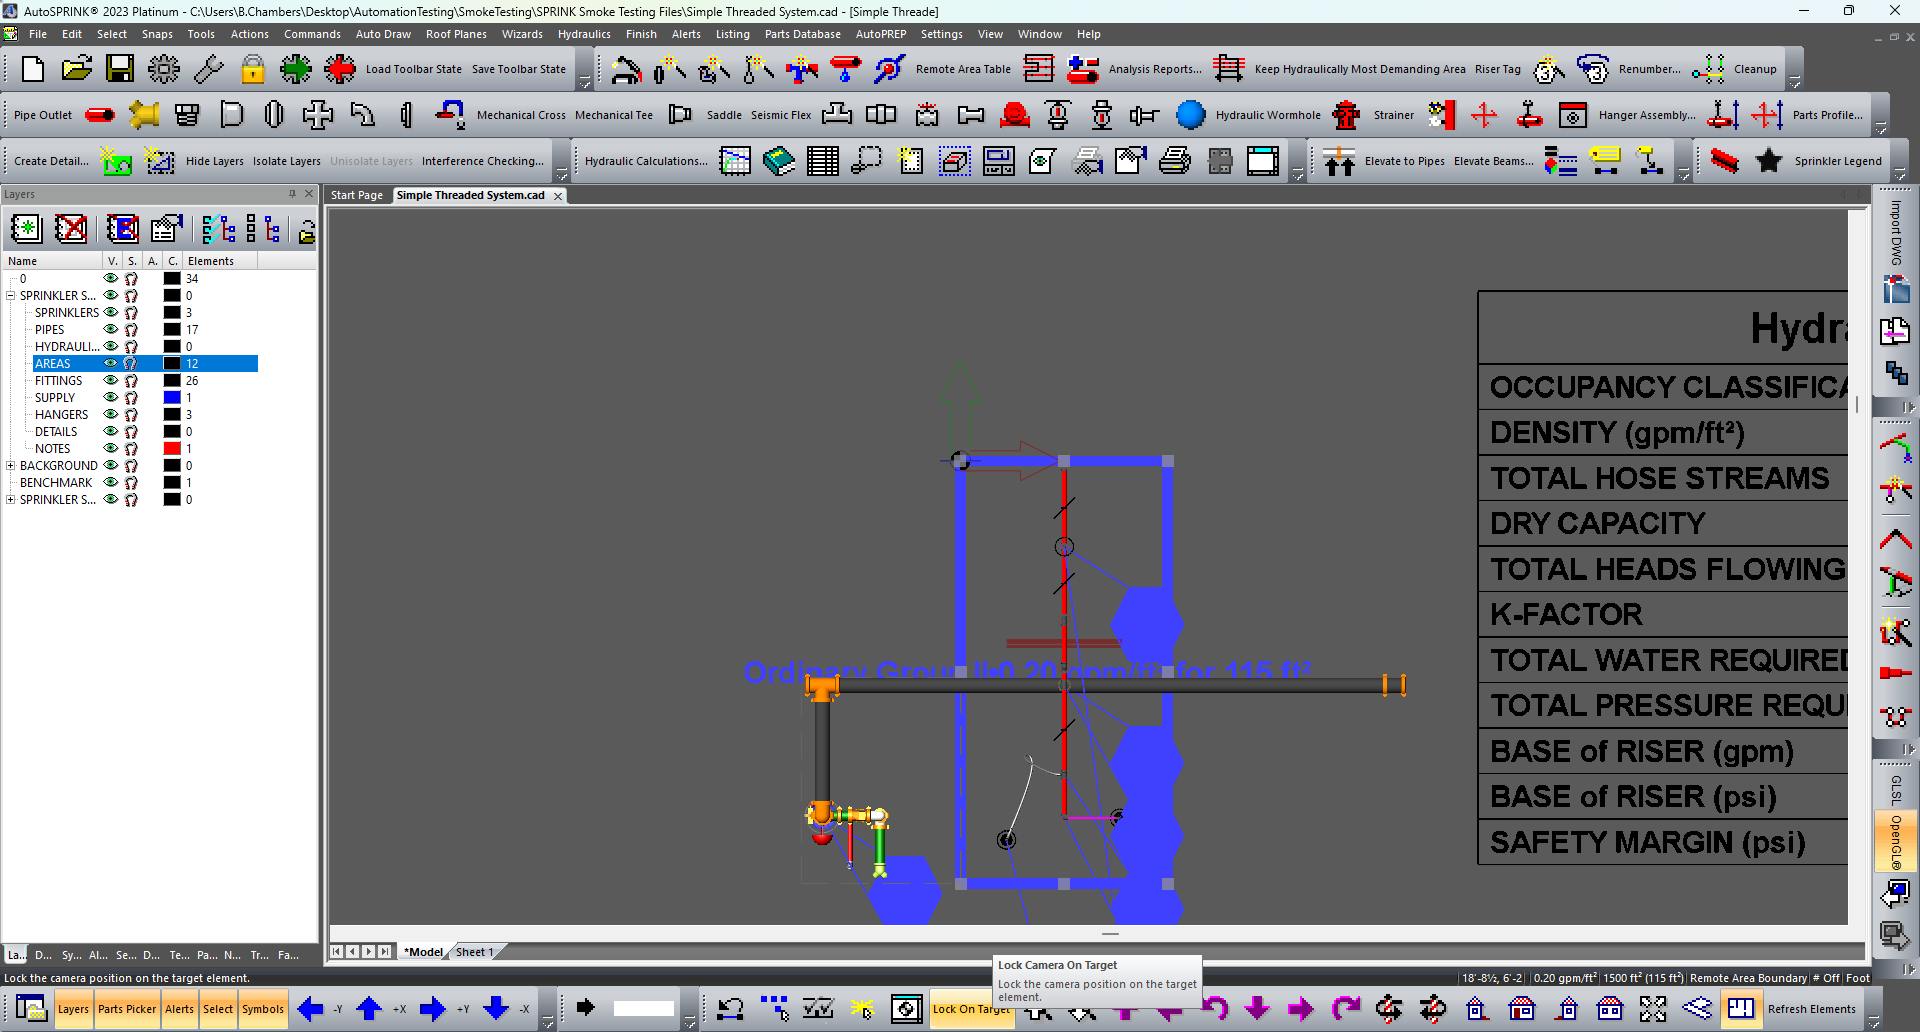 AutoSPRINK® 2023 Platinum - C:\Users\B.Chambers\Desktop\AutomationTesting\SmokeTesting\SPRINK Smoke Testing Files\Simple Threaded System.cad - [Simple Threade]
File Edit Select Snaps Tools Actions Commands Auto Draw Roof Planes Wizards Hydraulics Finish Alerts Listing Parts Database AutoPREP Settings View Window Help
Load Toolbar State Save Toolbar State Remote Area Table Analysis Reports... Keep Hydraulically Most Demanding Area Riser Tag Renumber... Cleanup
Pipe Outlet Mechanical Cross Mechanical Tee Saddle Seismic Flex Hydraulic Wormhole Strainer Hanger Assembly... Parts Profile...
Create Detail... Hide Layers Isolate Layers Unisolate Layers Interference Checking... Hydraulic Calculations... Elevate to Pipes Elevate Beams... Sprinkler Legend
Layers
Start Page Simple Threaded System.cad
Name V. S. A. C. Elements
0 34
SPRINKLER S... 0
SPRINKLERS 3
PIPES 17
HYDRAULI... 0
AREAS 12
FITTINGS 26
SUPPLY 1
HANGERS 3
DETAILS 0
NOTES 1
BACKGROUND 0
BENCHMARK 1
SPRINKLER S... 0
Ordinary Group II•0.20 gpm/ft² for 115 ft²
Hydra
OCCUPANCY CLASSIFICA
DENSITY (gpm/ft²)
TOTAL HOSE STREAMS
DRY CAPACITY
TOTAL HEADS FLOWING
K-FACTOR
TOTAL WATER REQUIRED
TOTAL PRESSURE REQU
BASE of RISER (gpm)
BASE of RISER (psi)
SAFETY MARGIN (psi)
Import DWG
GLSL
OpenGL®
La... D... Sy... Al... Se... D... Te... Pa... N... Tr... Fa...
*Model Sheet 1
Lock Camera On Target
Lock the camera position on the target
element.
Lock the camera position on the target element.
18'-8½, 6'-2 0.20 gpm/ft² 1500 ft² (115 ft²) Remote Area Boundary # Off Foot
Layers Parts Picker Alerts Select Symbols -Y +X +Y -X Lock On Target Refresh Elements